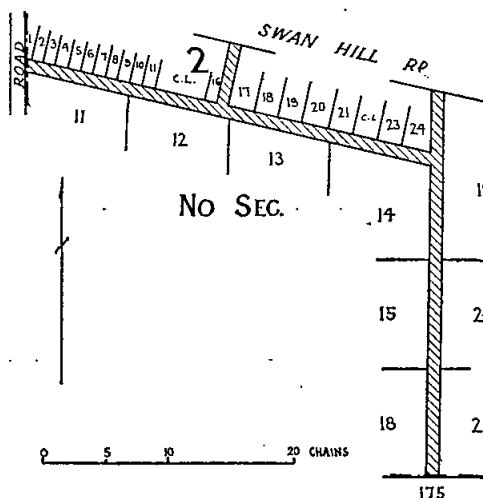 SWAN HILL RD.
ROAD
1 2 3 4 5 6 7 8 9 10 11 C.L. 16
2
17 18 19 20 21 C.L 23 24
11 12 13
No SEC.
14
15
18
0 5 10 20 CHAINS
175